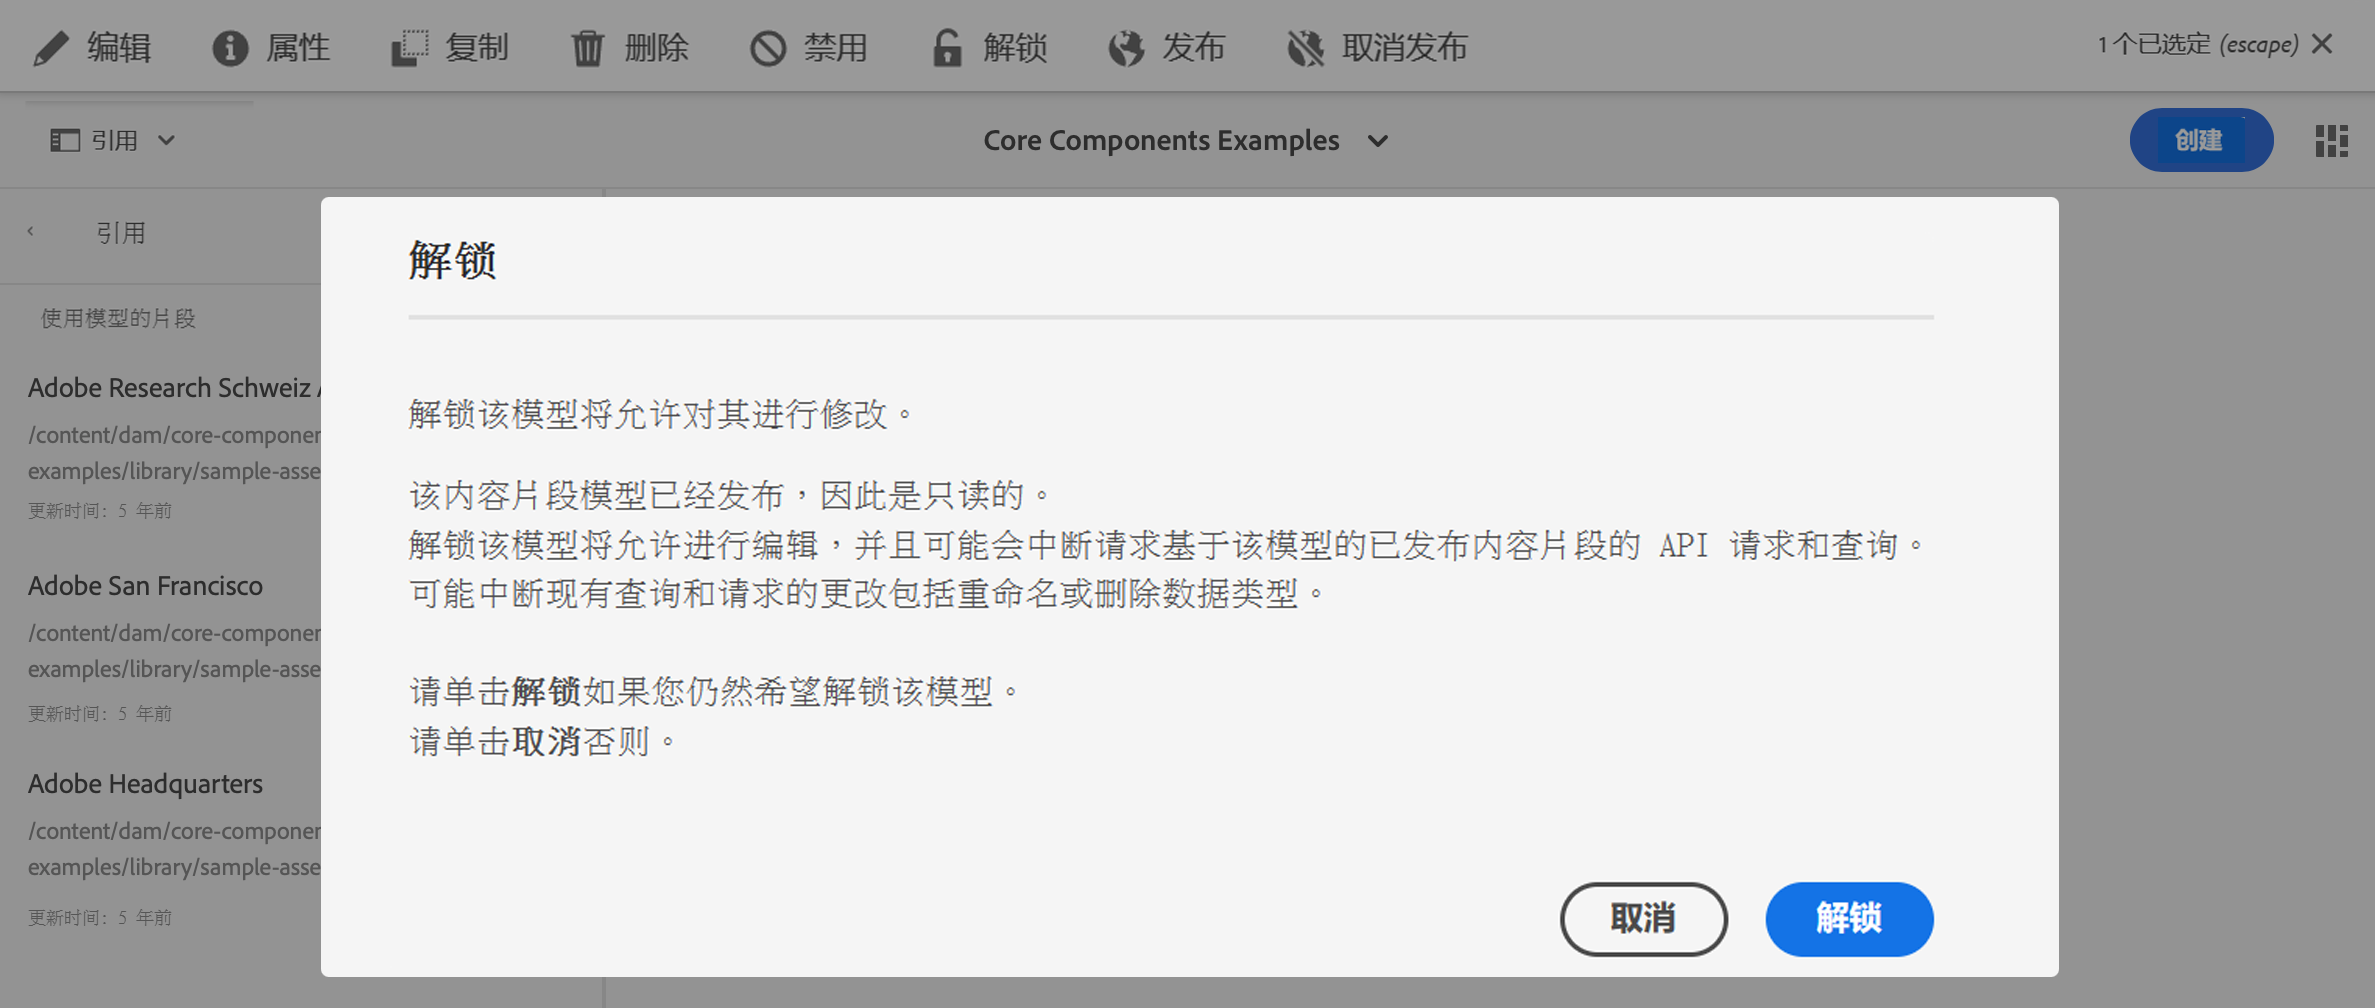 编辑 属性 复制 删除 禁用 解锁 发布 取消发布 1个已选定 (escape)
引用 Core Components Examples 创建
引用
使用模型的片段
Adobe Research Schweiz
/content/dam/core-componen
examples/library/sample-asse
更新时间：5 年前
Adobe San Francisco
/content/dam/core-componen
examples/library/sample-asse
更新时间：5 年前
Adobe Headquarters
/content/dam/core-componen
examples/library/sample-asse
更新时间：5 年前
解锁
解锁该模型将允许对其进行修改。
该内容片段模型已经发布，因此是只读的。
解锁该模型将允许进行编辑，并且可能会中断请求基于该模型的已发布内容片段的 API 请求和查询。
可能中断现有查询和请求的更改包括重命名或删除数据类型。
请单击解锁如果您仍然希望解锁该模型。
请单击取消否则。
取消 解锁